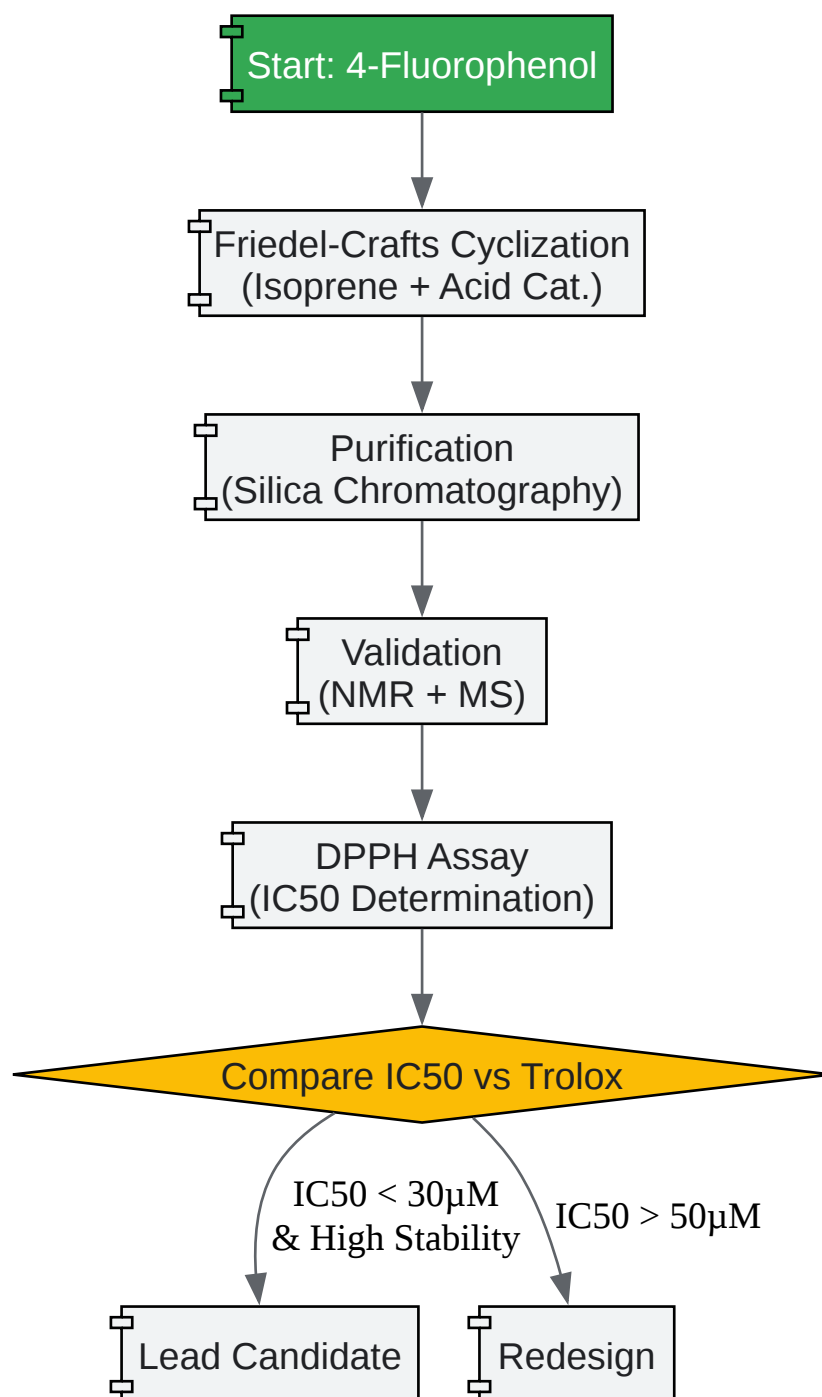 Start: 4-Fluorophenol
Friedel-Crafts Cyclization
(Isoprene + Acid Cat.)
Purification
(Silica Chromatography)
Validation
(NMR + MS)
DPPH Assay
(IC50 Determination)
Compare IC50 vs Trolox
IC50 < 30µM
& High Stability
IC50 > 50µM
Lead Candidate
Redesign